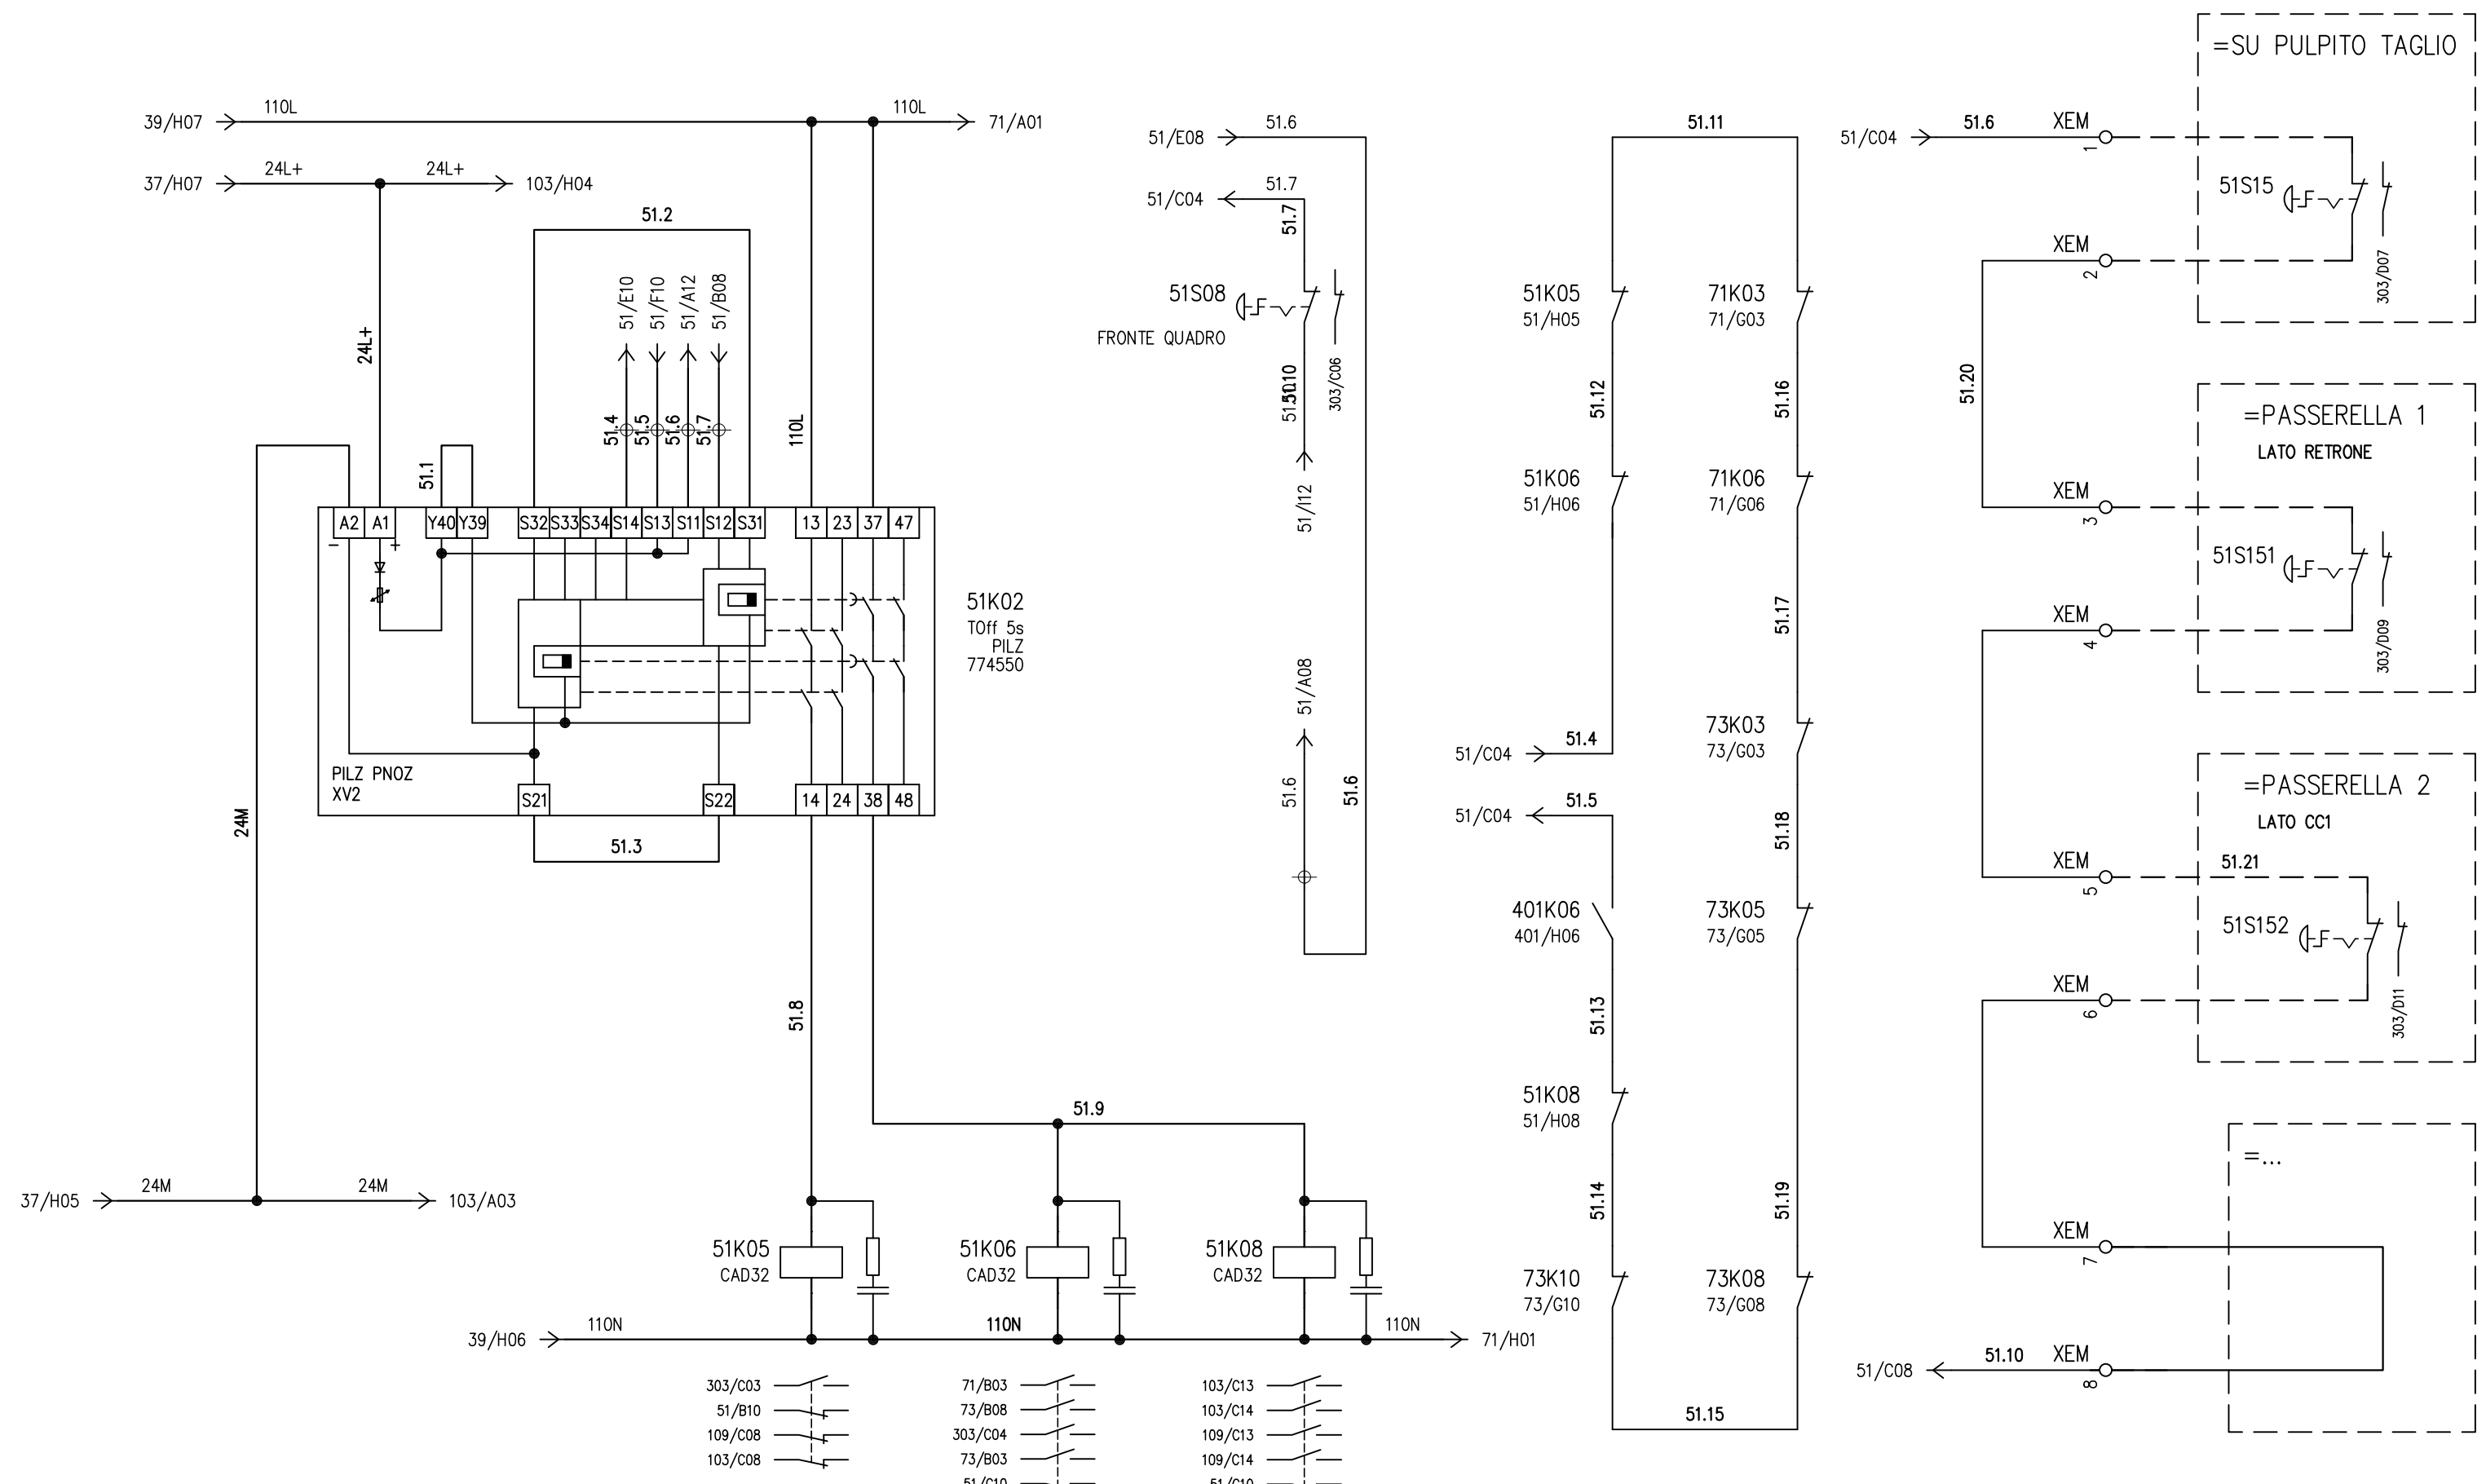 39/H07
110L
110L
71/A01
37/H07
24L+
24L+
103/H04
24L+
51.2
51/E10
51/F10
51/A12
51/B08
51.4
51.5
51.6
51.7
110L
51.1
A2
A1
Y40
Y39
S32
S33
S34
S14
S13
S11
S12
S31
13
23
37
47
-
+
51K02
TOff 5s
PILZ
774550
PILZ PNOZ
XV2
S21
S22
14
24
38
48
51.3
24M
51.8
51.9
37/H05
24M
24M
103/A03
51K05
CAD32
51K06
CAD32
51K08
CAD32
39/H06
110N
110N
110N
71/H01
303/C03
51/B10
109/C08
103/C08
71/B03
73/B08
303/C04
73/B03
51/C10
103/C13
103/C14
109/C13
109/C14
51/G10
51/E08
51.6
51/C04
51.7
51.7
51S08
FRONTE QUADRO
51.10
303/C06
51/I12
51/A08
51.6
51.6
51.11
51K05
51/H05
71K03
71/G03
51.12
51.16
51K06
51/H06
71K06
71/G06
51.17
51/C04
51.4
73K03
73/G03
51/C04
51.5
51.18
401K06
401/H06
73K05
73/G05
51.13
51K08
51/H08
51.14
51.19
73K10
73/G10
73K08
73/G08
51.15
=SU PULPITO TAGLIO
51/C04
51.6
XEM
1
51S15
XEM
2
303/D07
51.20
=PASSERELLA 1
LATO RETRONE
XEM
3
51S151
XEM
4
303/D09
=PASSERELLA 2
LATO CC1
XEM
5
51.21
51S152
XEM
6
303/D11
=...
XEM
7
51/C08
51.10
XEM
8